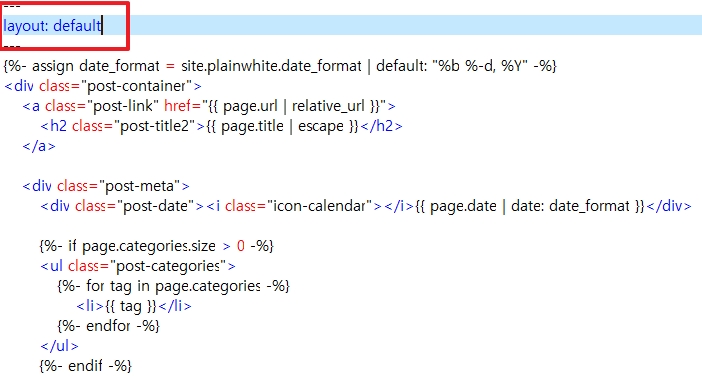 ---
layout: default
---
{%- assign date_format = site.plainwhite.date_format | default: "%b %-d, %Y" -%}
<div class="post-container">
<a class="post-link" href="{{ page.url | relative_url }}">
<h2 class="post-title2">{{ page.title | escape }}</h2>
</a>
<div class="post-meta">
<div class="post-date"><i class="icon-calendar"></i>{{ page.date | date: date_format }}</div>
{%- if page.categories.size > 0 -%}
<ul class="post-categories">
{%- for tag in page.categories -%}
<li>{{ tag }}</li>
{%- endfor -%}
</ul>
{%- endif -%}